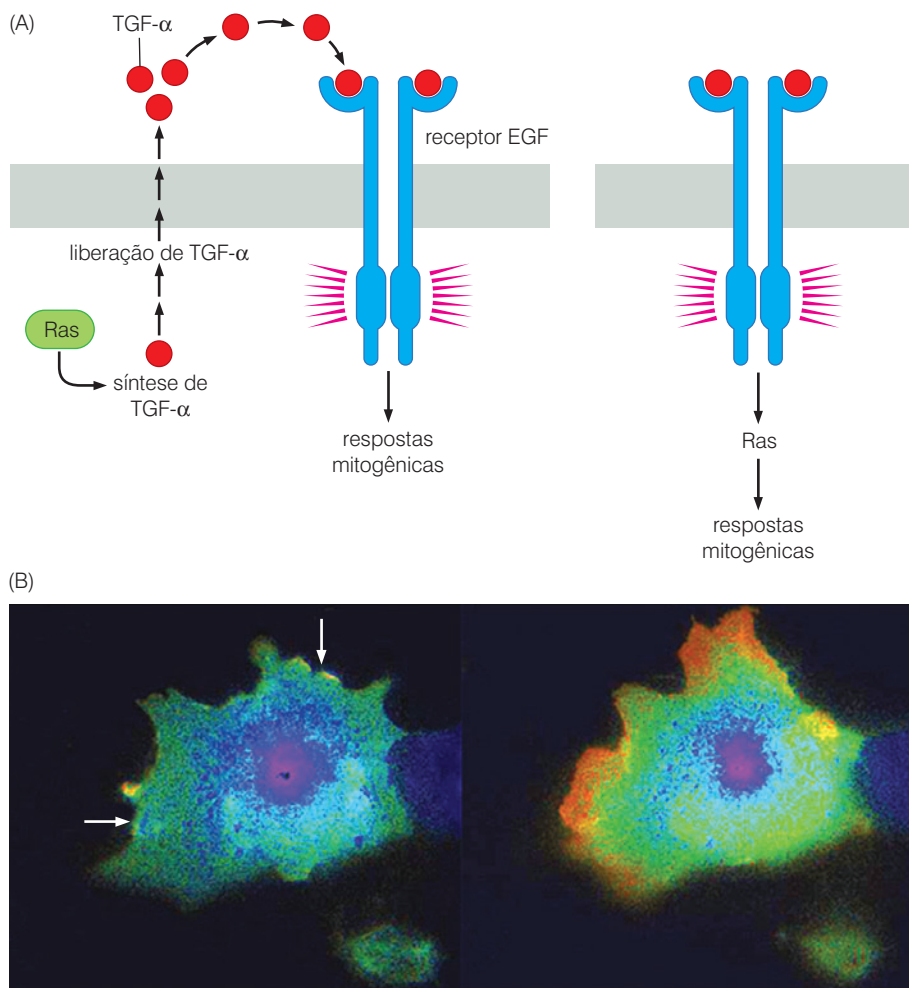 (A)
TGF-α
receptor EGF
liberação de TGF-α
Ras
síntese de
TGF-α
respostas
mitogênicas
Ras
respostas
mitogênicas
(B)